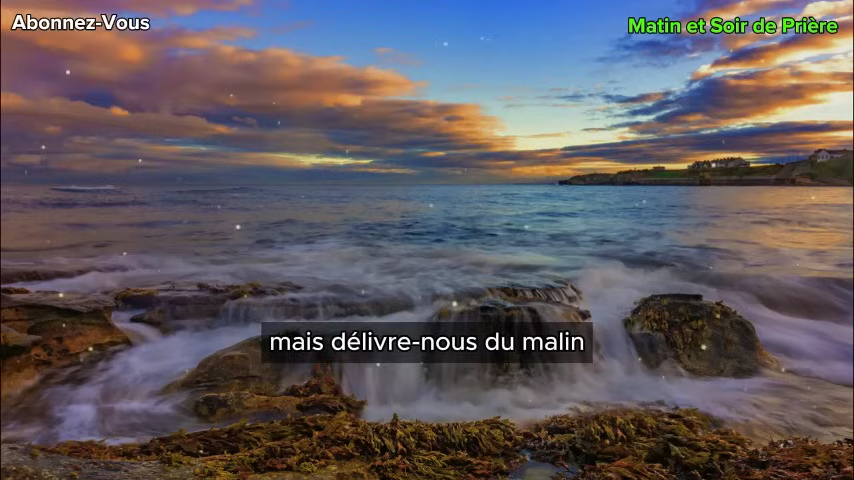 Abonnez-Vous
Matin et Soir de Prière
mais délivre-nous du malin